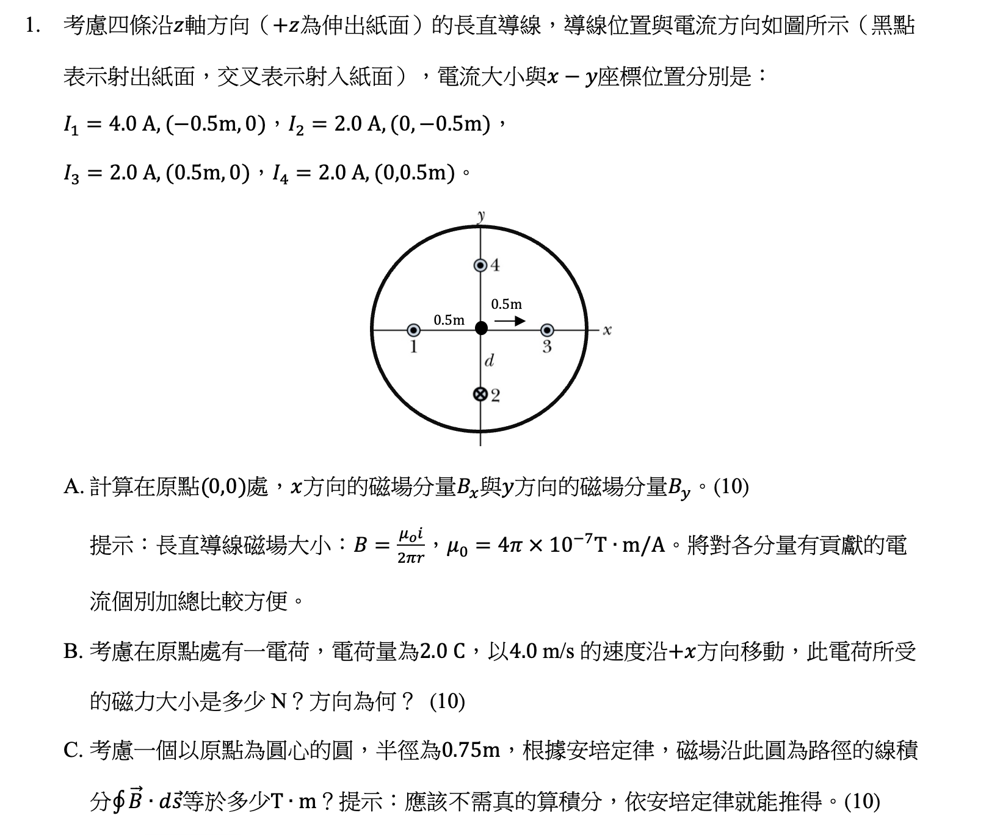 1. 考慮四條沿z軸方向（+z為伸出紙面）的長直導線，導線位置與電流方向如圖所示（黑點
表示射出紙面，交叉表示射入紙面），電流大小與x − y座標位置分別是：
I₁ = 4.0 A, (−0.5m, 0)，I₂ = 2.0 A, (0, −0.5m)，
I₃ = 2.0 A, (0.5m, 0)，I₄ = 2.0 A, (0,0.5m)。
y
4
0.5m
0.5m
x
1
3
d
2
A. 計算在原點(0,0)處，x方向的磁場分量Bₓ與y方向的磁場分量B_y。(10)
提示：長直導線磁場大小：B = μₒi/2πr，μ₀ = 4π × 10⁻⁷T · m/A。將對各分量有貢獻的電
流個別加總比較方便。
B. 考慮在原點處有一電荷，電荷量為2.0 C，以4.0 m/s 的速度沿+x方向移動，此電荷所受
的磁力大小是多少 N？方向為何？ (10)
C. 考慮一個以原點為圓心的圓，半徑為0.75m，根據安培定律，磁場沿此圓為路徑的線積
分∮B⃗ · ds⃗等於多少T · m？提示：應該不需真的算積分，依安培定律就能推得。(10)